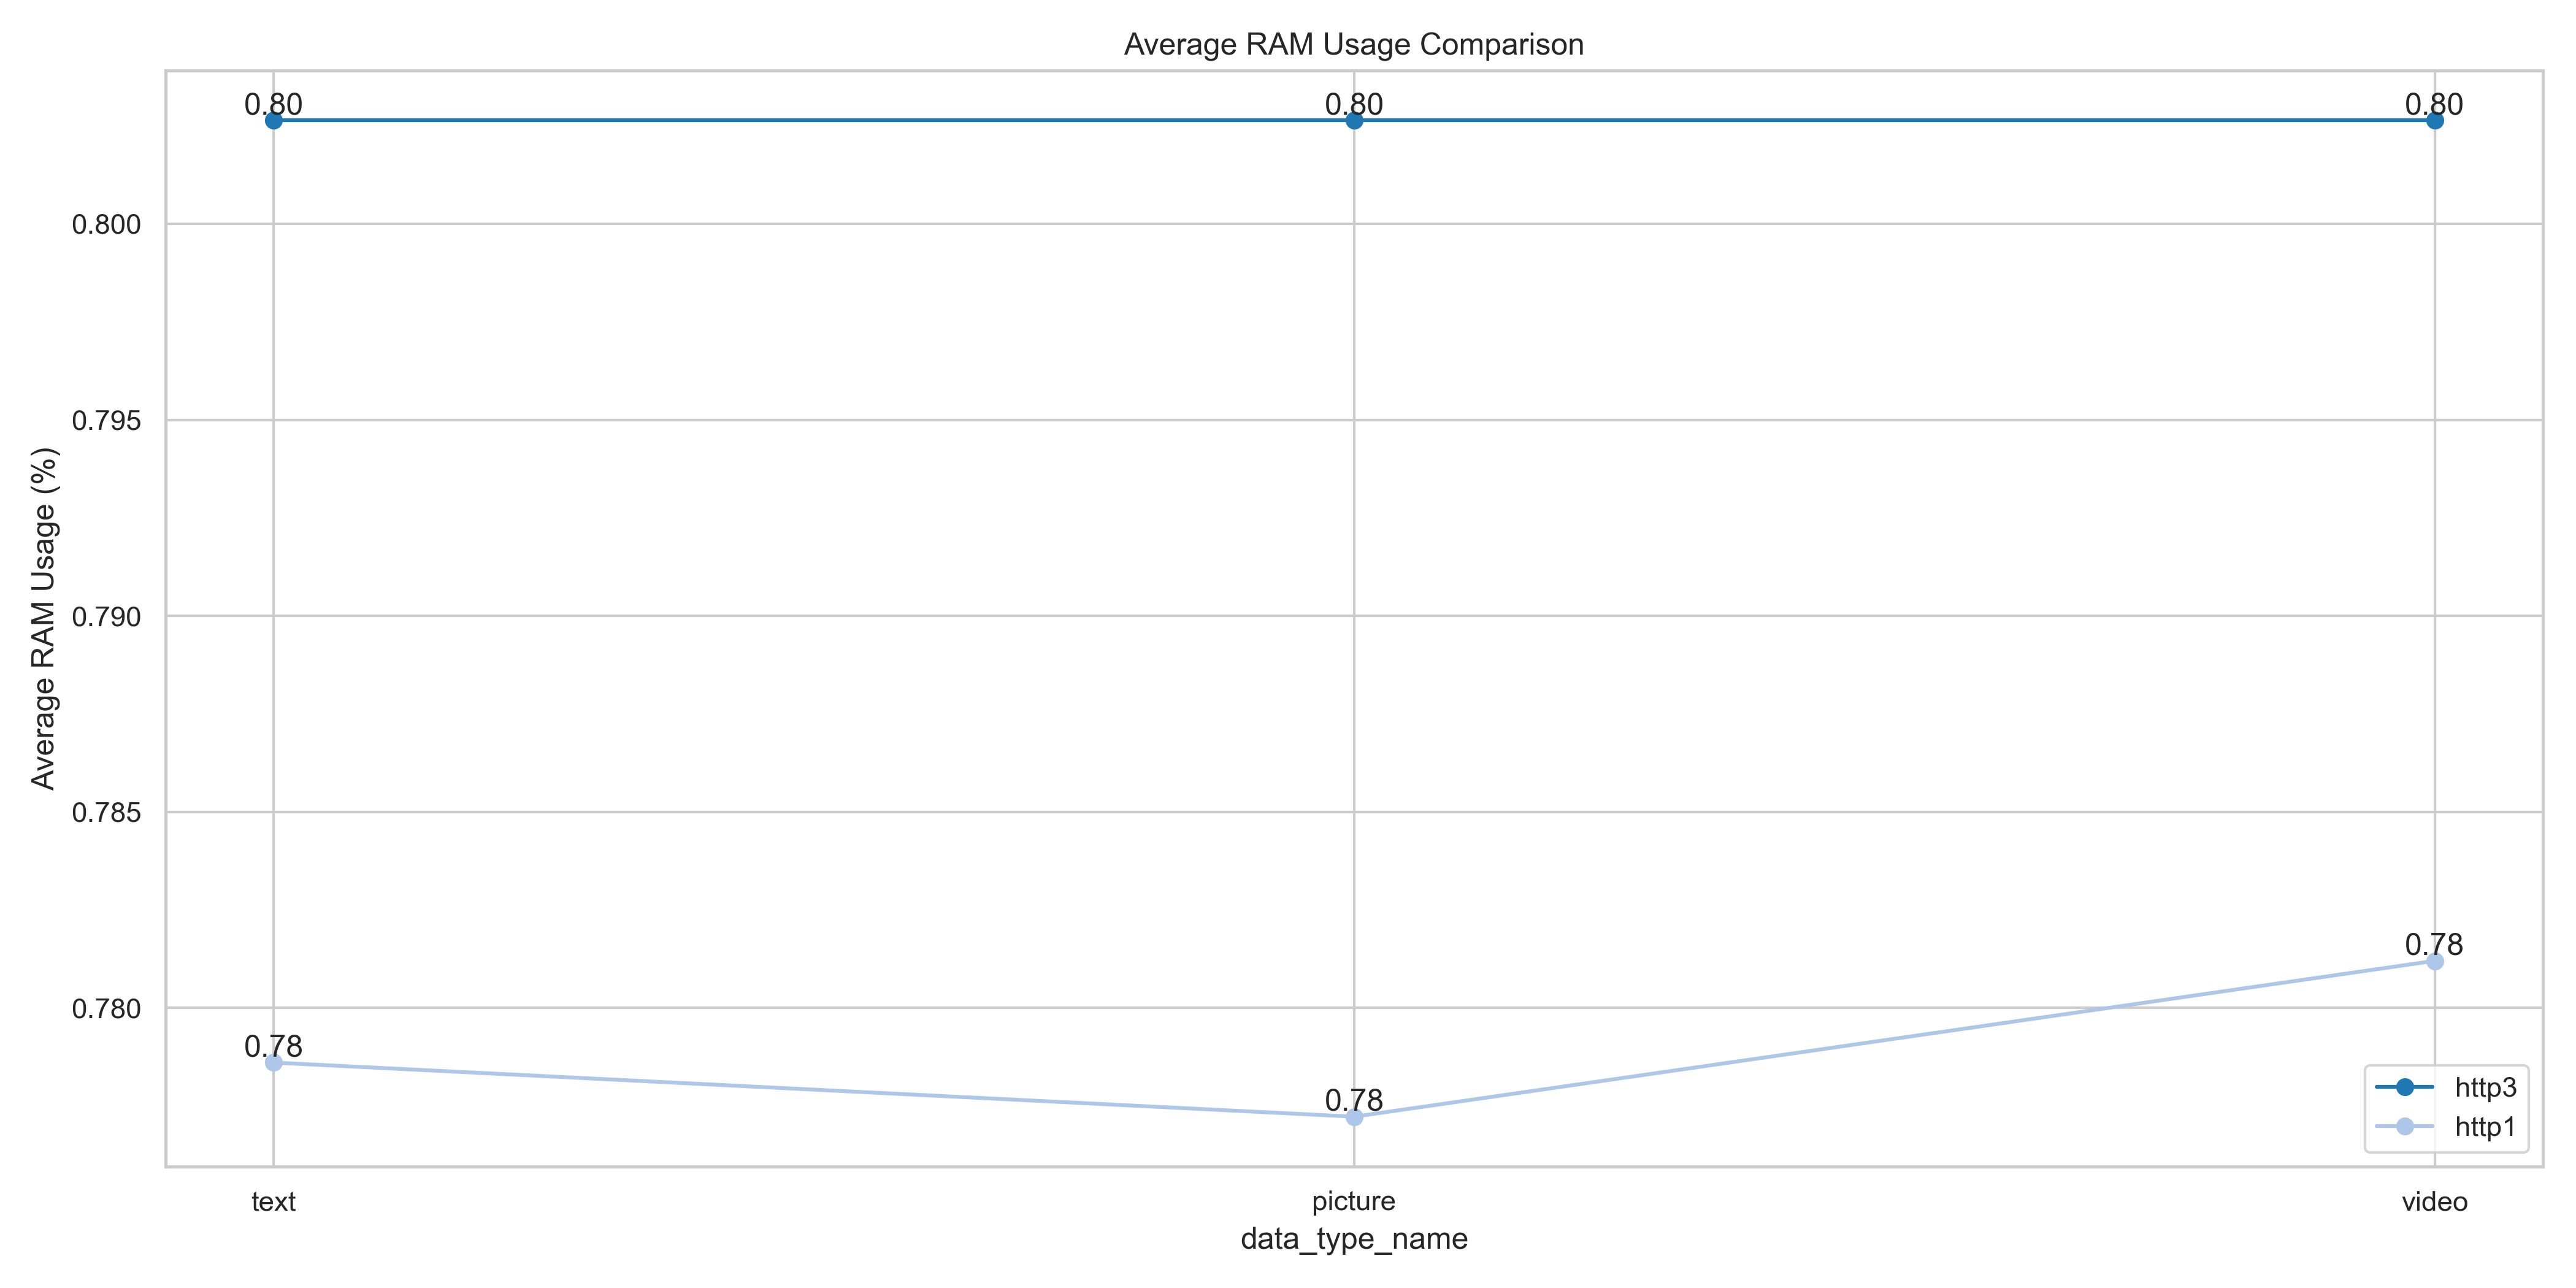 Average RAM Usage Comparison
0.80
0.80
0.80
0.800
0.795
0.790
0.785
0.780
Average RAM Usage (%)
0.78
0.78
0.78
http3
http1
text
picture
video
data_type_name